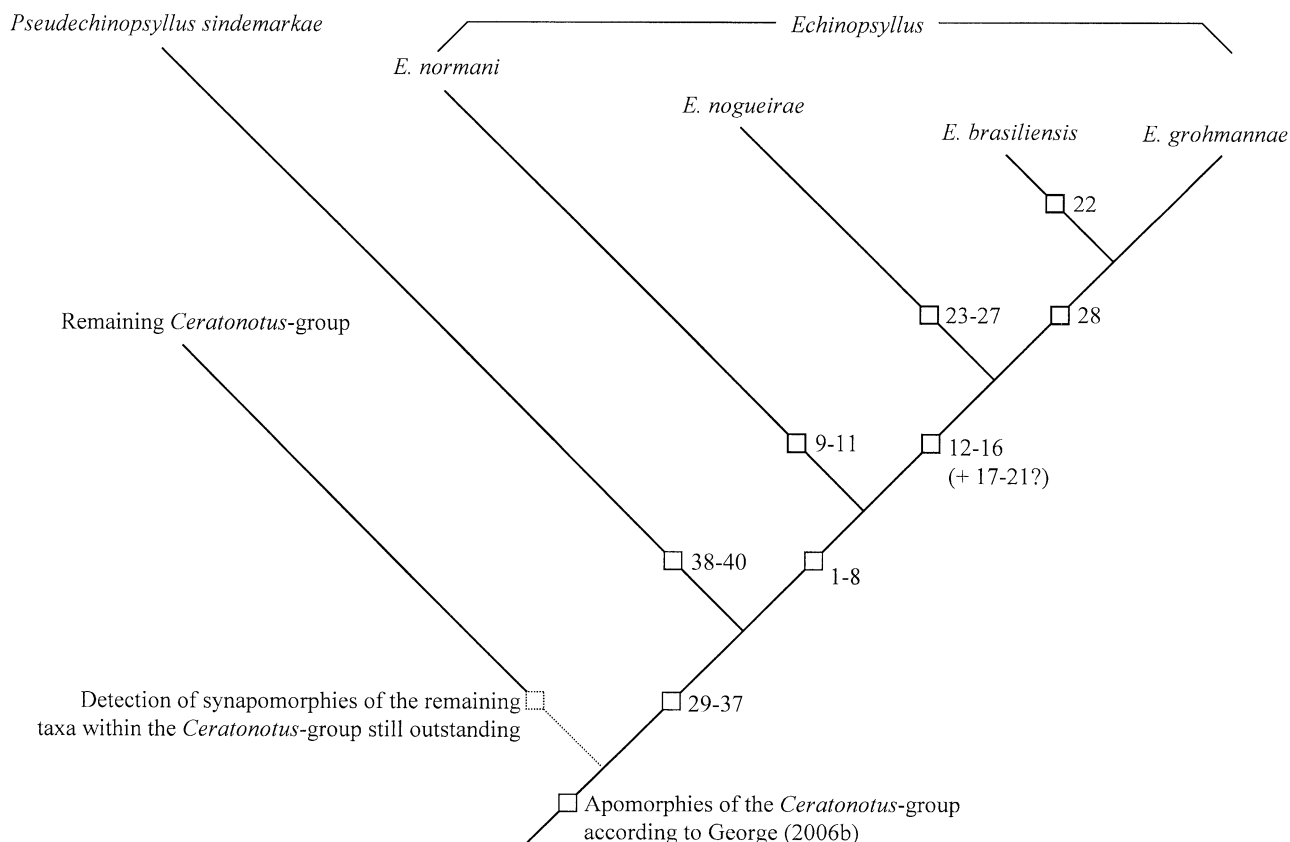 Pseudechinopsyllus sindemarkae
Echinopsyllus
E. normani
E. nogueirae
E. brasiliensis
E. grohmannae
22
Remaining Ceratonotus-group
23-27
28
9-11
12-16
(+ 17-21?)
38-40
1-8
Detection of synapomorphies of the remaining
taxa within the Ceratonotus-group still outstanding
29-37
Apomorphies of the Ceratonotus-group
according to George (2006b)